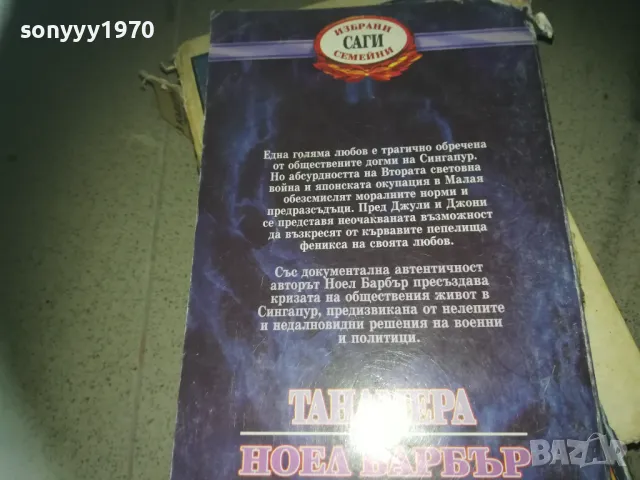 sonyyy1970
ИЗБРАНИ
САГИ
СЕМЕЙНИ
Една голяма любов е трагично обречена
от обществените догми на Сингапур.
Но абсурдността на Втората световна
война и японската окупация в Малая
обезсмислят моралните норми и
предразсъдъци. Пред Джули и Джони
се представя неочакваната възможност
да възкресят от кървавите пепелища
феникса на своята любов.
Със документална автентичност
авторът Ноел Барбър пресъздава
кризата на обществения живот в
Сингапур, предизвикана от нелепите
и недалновидни решения на военни
и политици.
ТАНАМЕРА
НОЕЛ БАРБЪР
BAZAR